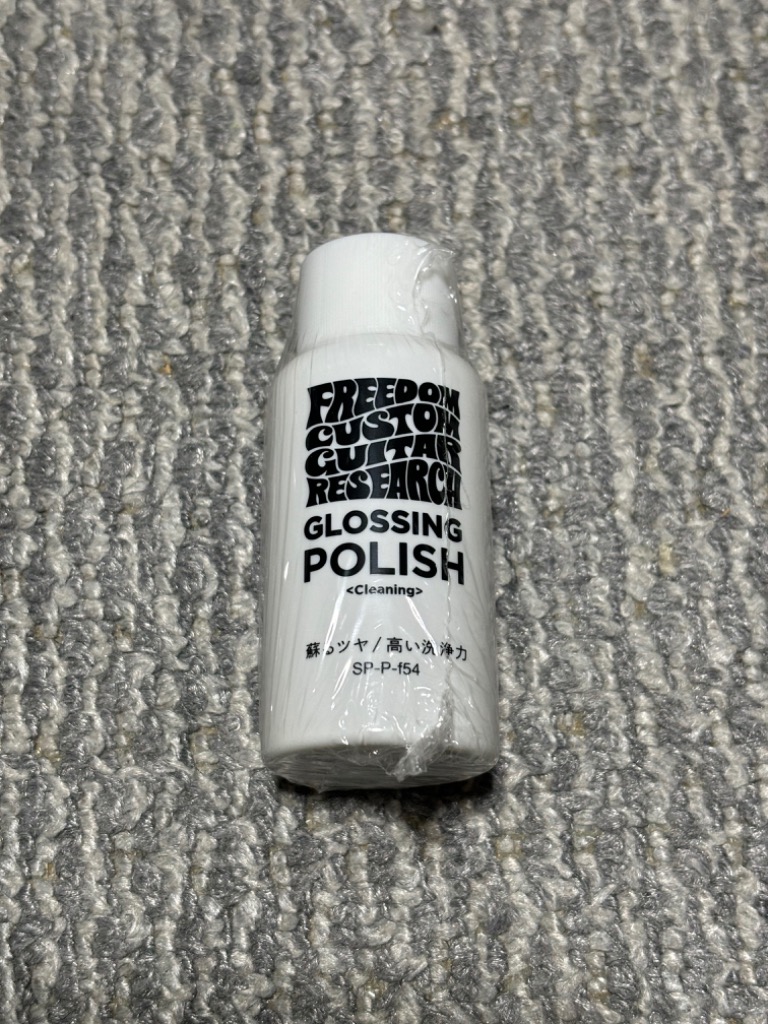 FREEDOM
CUSTOM
GUITAR
RESEARCH
GLOSSING
POLISH
<Cleaning>
蘇るツヤ/高い洗浄力
SP-P-f54